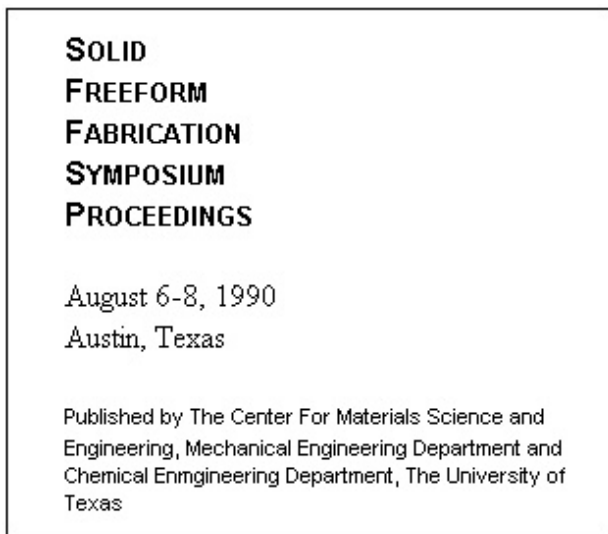 SOLID
FREEFORM
FABRICATION
SYMPOSIUM
PROCEEDINGS
August 6-8, 1990
Austin, Texas
Published by The Center For Materials Science and
Engineering, Mechanical Engineering Department and
Chemical Enmgineering Department, The University of
Texas